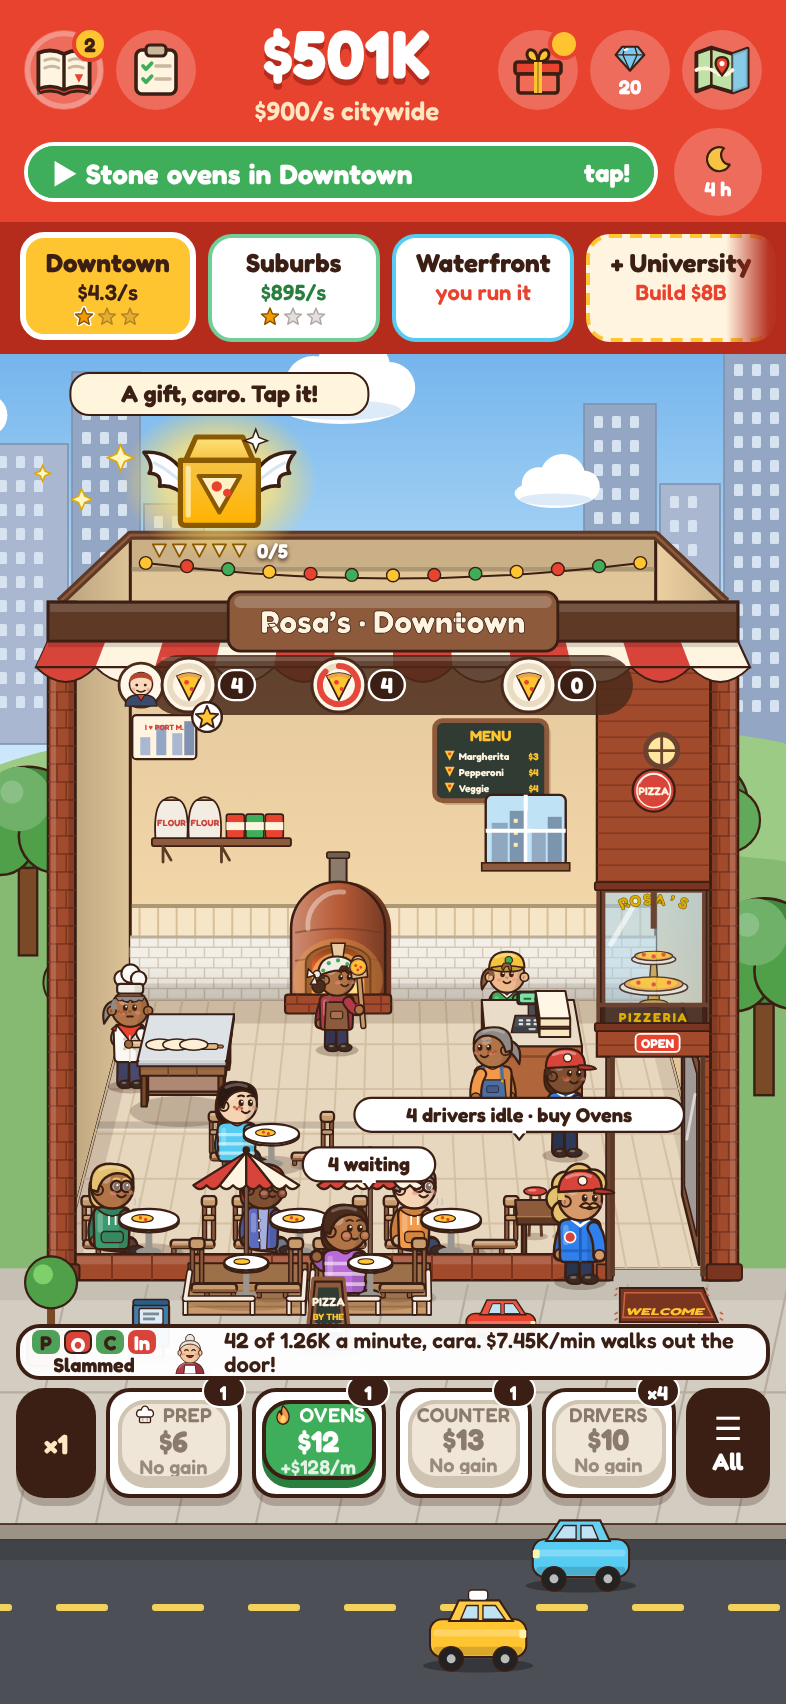 2
$501K
$900/s citywide
20
Stone ovens in Downtown
tap!
4 h
Downtown
$4.3/s
Suburbs
$895/s
Waterfront
you run it
+ University
Build $8B
A gift, caro. Tap it!
0/5
Rosa's · Downtown
4
4
0
I ♥ PORT M.
MENU
Margherita $3
Pepperoni $4
Veggie $4
PIZZA
FLOUR
FLOUR
ROSA'S
PIZZERIA
OPEN
4 drivers idle · buy Ovens
4 waiting
PIZZA
BY THE
WELCOME
P O C In
Slammed
42 of 1.26K a minute, cara. $7.45K/min walks out the
door!
x1
1
PREP
$6
No gain
1
OVENS
$12
+$128/m
1
COUNTER
$13
No gain
x4
DRIVERS
$10
No gain
All